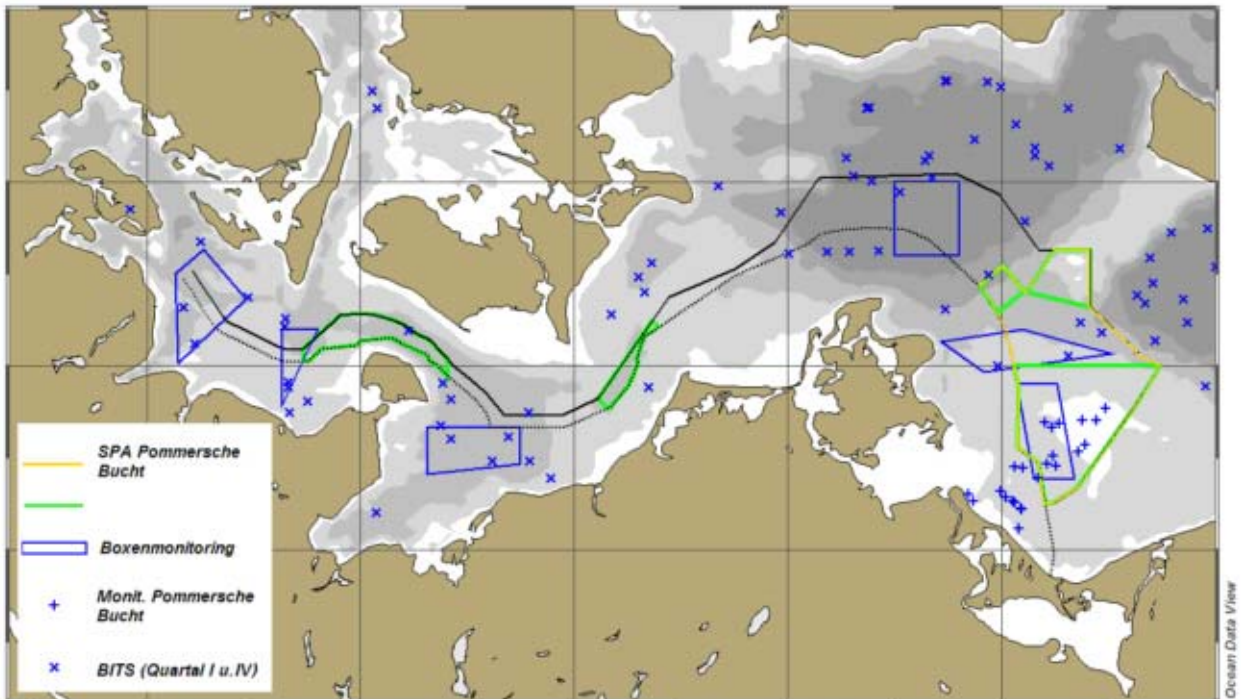 SPA Pommersche
Bucht
Boxenmonitoring
Monit. Pommersche
Bucht
BITS (Quartal I u. IV)
Ocean Data View